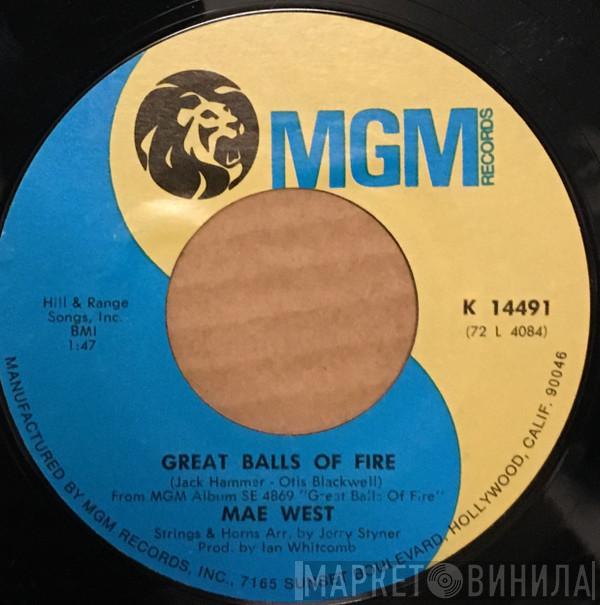 MGM
RECORDS
Hill & Range
Songs, Inc.
BMI
1:47
K 14491
(72 L 4084)
GREAT BALLS OF FIRE
(Jack Hammer - Otis Blackwell)
From MGM Album SE 4869 "Great Balls Of Fire"
MAE WEST
Strings & Horns Arr. by Jerry Styner
Prod. by Ian Whitcomb
MANUFACTURED BY MGM RECORDS, INC., 7165 SUNSET BOULEVARD, HOLLYWOOD, CALIF. 90046
МАРКЕТ ВИНИЛА